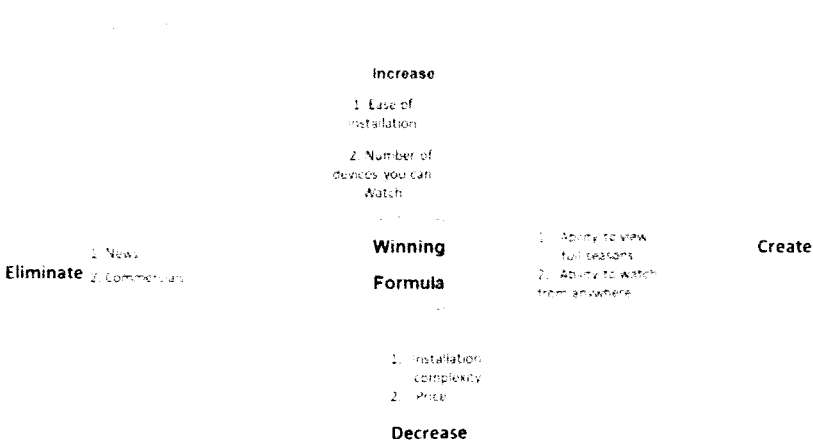 Increase
1. Ease of
installation
2. Number of
devices you can
Watch
Eliminate
1. News
2. Commercials
Winning
Formula
1. Ability to view
full seasons
2. Ability to watch
from anywhere
Create
1. Installation
complexity
2. Price
Decrease